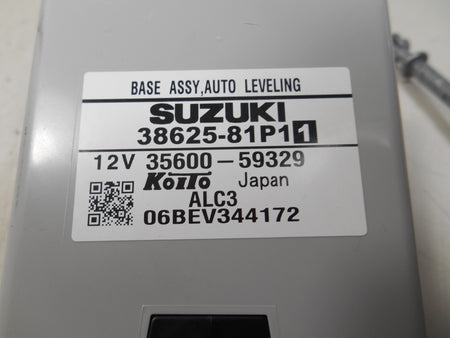 BASE ASSY,AUTO LEVELING
SUZUKI
38625-81P11
12V 35600-59329
KOITO Japan
ALC3
06BEV344172